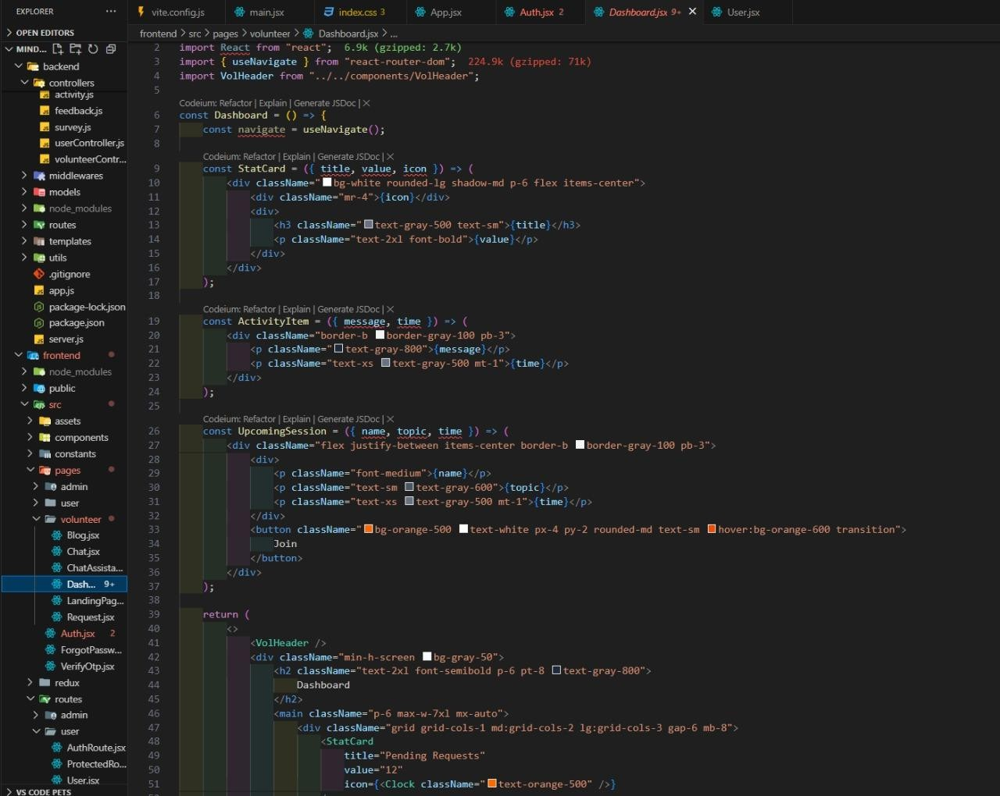 EXPLORER ...
OPEN EDITORS
MIND...
backend
controllers
activity.js
feedback.js
survey.js
userController.js
volunteerContr...
middlewares
models
node_modules
routes
templates
utils
.gitignore
app.js
package-lock.json
package.json
server.js
frontend
node_modules
public
src
assets
components
constants
pages
admin
user
volunteer
Blog.jsx
Chat.jsx
ChatAssista...
Dash... 9+
LandingPag...
Request.jsx
Auth.jsx 2
ForgotPassw...
VerifyOtp.jsx
redux
routes
admin
user
AuthRoute.jsx
ProtectedRo...
User.jsx
VS CODE PETS
vite.config.js main.jsx index.css 3 App.jsx Auth.jsx 2 Dashboard.jsx 9+ User.jsx
frontend > src > pages > volunteer > Dashboard.jsx > ...
2 import React from "react"; 6.9k (gzipped: 2.7k)
3 import { useNavigate } from "react-router-dom"; 224.9k (gzipped: 71k)
4 import VolHeader from "../../components/VolHeader";
5
Codeium: Refactor | Explain | Generate JSDoc | X
6 const Dashboard = () => {
7 const navigate = useNavigate();
8
Codeium: Refactor | Explain | Generate JSDoc | X
9 const StatCard = ({ title, value, icon }) => (
10 <div className="bg-white rounded-lg shadow-md p-6 flex items-center">
11 <div className="mr-4">{icon}</div>
12 <div>
13 <h3 className="text-gray-500 text-sm">{title}</h3>
14 <p className="text-2xl font-bold">{value}</p>
15 </div>
16 </div>
17 );
18
Codeium: Refactor | Explain | Generate JSDoc | X
19 const ActivityItem = ({ message, time }) => (
20 <div className="border-b border-gray-100 pb-3">
21 <p className="text-gray-800">{message}</p>
22 <p className="text-xs text-gray-500 mt-1">{time}</p>
23 </div>
24 );
25
Codeium: Refactor | Explain | Generate JSDoc | X
26 const UpcomingSession = ({ name, topic, time }) => (
27 <div className="flex justify-between items-center border-b border-gray-100 pb-3">
28 <div>
29 <p className="font-medium">{name}</p>
30 <p className="text-sm text-gray-600">{topic}</p>
31 <p className="text-xs text-gray-500 mt-1">{time}</p>
32 </div>
33 <button className="bg-orange-500 text-white px-4 py-2 rounded-md text-sm hover:bg-orange-600 transition">
34 Join
35 </button>
36 </div>
37 );
38
39 return (
40 <>
41 <VolHeader />
42 <div className="min-h-screen bg-gray-50">
43 <h2 className="text-2xl font-semibold p-6 pt-8 text-gray-800">
44 Dashboard
45 </h2>
46 <main className="p-6 max-w-7xl mx-auto">
47 <div className="grid grid-cols-1 md:grid-cols-2 lg:grid-cols-3 gap-6 mb-8">
48 <StatCard
49 title="Pending Requests"
50 value="12"
51 icon={<Clock className="text-orange-500" />}